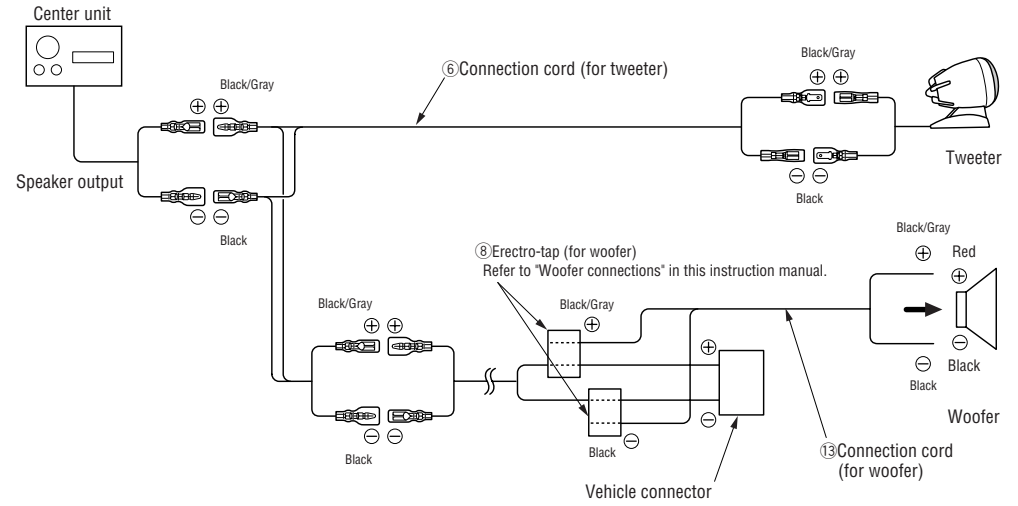 Center unit
Black/Gray
⊕ ⊕
⑥Connection cord (for tweeter)
Black/Gray
⊕ ⊕
Speaker output
⊖ ⊖
Black
⊖ ⊖
Black
Tweeter
⑧Erectro-tap (for woofer)
Refer to "Woofer connections" in this instruction manual.
Black/Gray
⊕
Red
⊕
Black/Gray
⊕ ⊕
Black/Gray
⊕
⊕
⊖
Black
⊖
Black
⊖ ⊖
Black
Black
⊖
⊖
Woofer
⑬Connection cord
(for woofer)
Vehicle connector